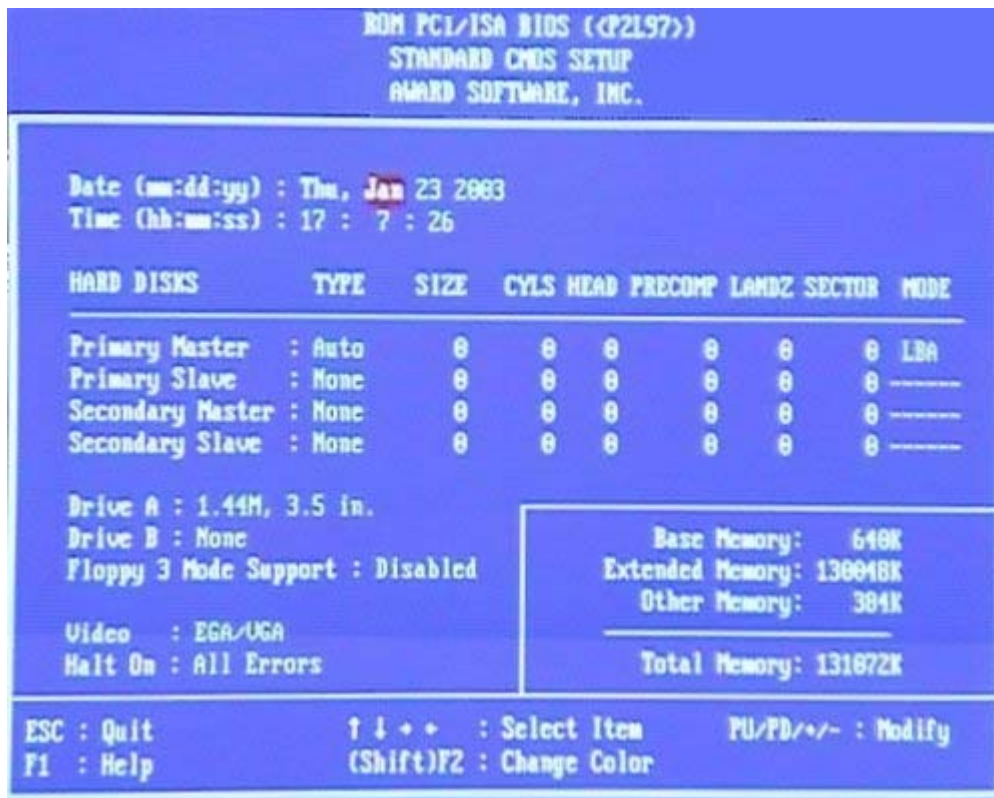 ROM PCI/ISA BIOS (<P2L97>)
STANDARD CMOS SETUP
AWARD SOFTWARE, INC.
Date (mm:dd:yy) : Thu, Jan 23 2003
Time (hh:mm:ss) : 17 : 7 : 26
HARD DISKS TYPE SIZE CYLS HEAD PRECOMP LANDZ SECTOR MODE
Primary Master : Auto 0 0 0 0 0 0 LBA
Primary Slave : None 0 0 0 0 0 0 ------
Secondary Master : None 0 0 0 0 0 0 ------
Secondary Slave : None 0 0 0 0 0 0 ------
Drive A : 1.44M, 3.5 in.
Drive B : None
Floppy 3 Mode Support : Disabled
Video : EGA/VGA
Halt On : All Errors
Base Memory: 640K
Extended Memory: 130048K
Other Memory: 384K
Total Memory: 131072K
ESC : Quit ↑ ↓ → ← : Select Item PU/PD/+/- : Modify
F1 : Help (Shift)F2 : Change Color